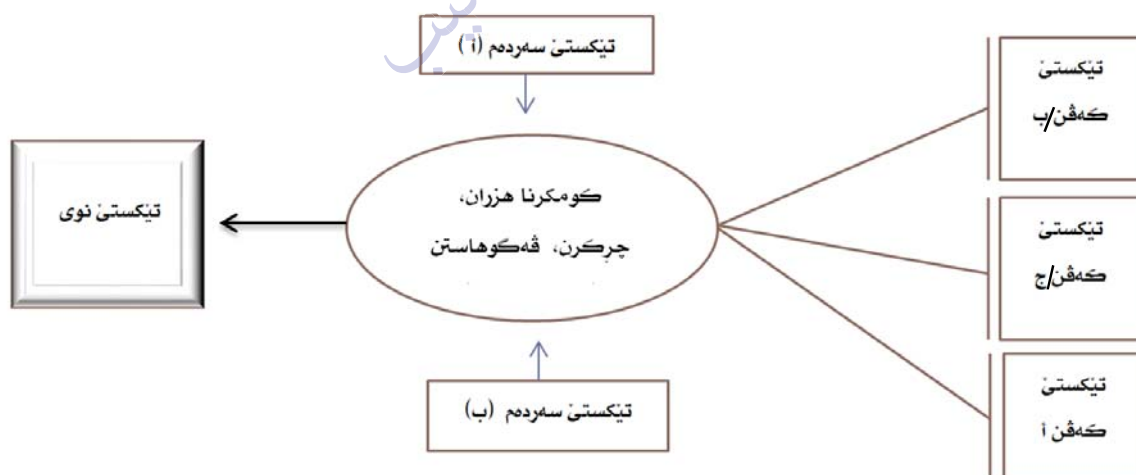 تێکستێ سەردەم (أ)
تێکستێ
کەڤن/ب
کومکرنا هزران،
چڕکرن، ڤەگوهاستن
تێکستێ نوی
تێکستێ
کەڤن/ج
تێکستێ سەردەم (ب)
تێکستێ
کەڤن أ